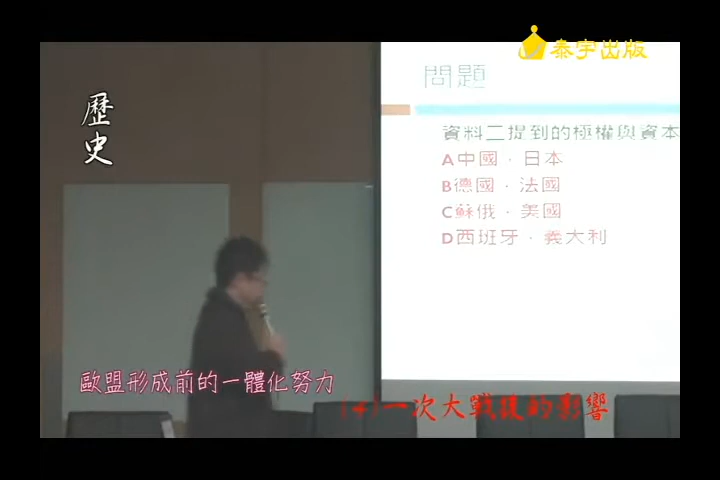 泰宇出版
歷史
問題
資料二提到的極權與資本
A中國．日本
B德國．法國
C蘇俄．美國
D西班牙．義大利
歐盟形成前的一體化努力
(4)一次大戰後的影響